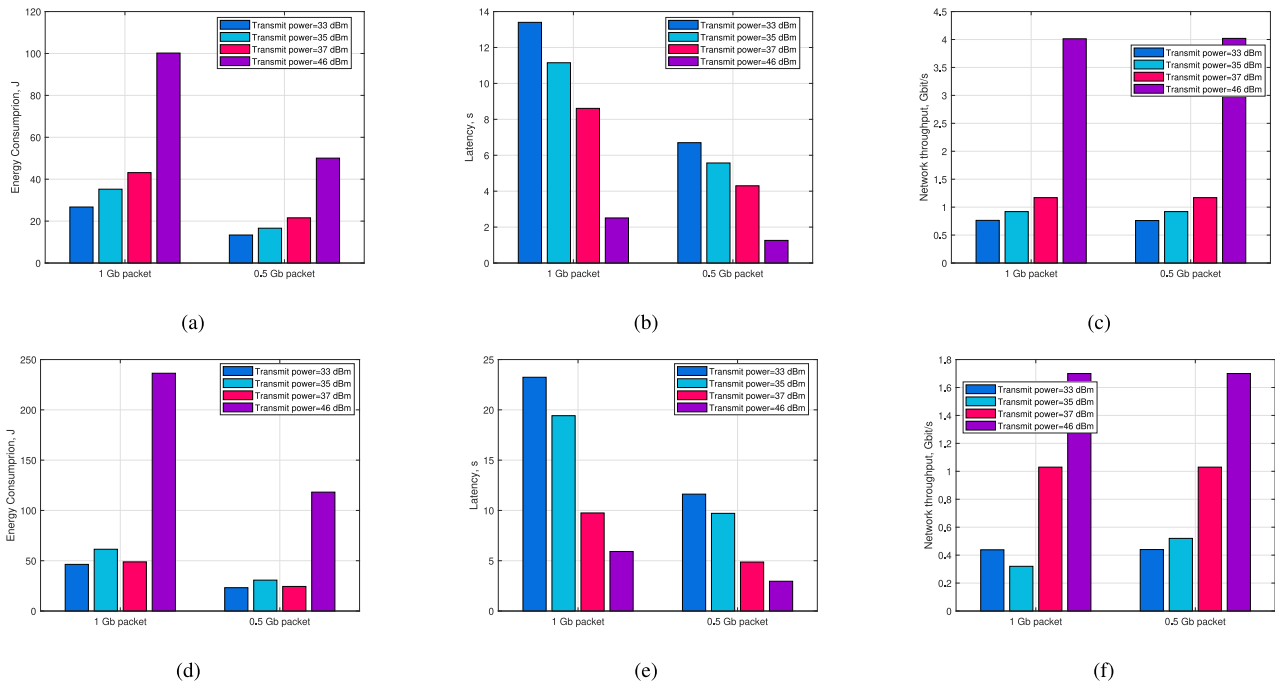 120
100
80
60
40
20
0
Energy Consumprion, J
1 Gb packet
0.5 Gb packet
Transmit power=33 dBm
Transmit power=35 dBm
Transmit power=37 dBm
Transmit power=46 dBm
(a)
14
12
10
8
6
4
2
0
Latency, s
1 Gb packet
0.5 Gb packet
Transmit power=33 dBm
Transmit power=35 dBm
Transmit power=37 dBm
Transmit power=46 dBm
(b)
4.5
4
3.5
3
2.5
2
1.5
1
0.5
0
Network throughput, Gbit/s
1 Gb packet
0.5 Gb packet
Transmit power=33 dBm
Transmit power=35 dBm
Transmit power=37 dBm
Transmit power=46 dBm
(c)
250
200
150
100
50
0
Energy Consumprion, J
1 Gb packet
0.5 Gb packet
Transmit power=33 dBm
Transmit power=35 dBm
Transmit power=37 dBm
Transmit power=46 dBm
(d)
25
20
15
10
5
0
Latency, s
1 Gb packet
0.5 Gb packet
Transmit power=33 dBm
Transmit power=35 dBm
Transmit power=37 dBm
Transmit power=46 dBm
(e)
1.8
1.6
1.4
1.2
1
0.8
0.6
0.4
0.2
0
Network throughput, Gbit/s
1 Gb packet
0.5 Gb packet
Transmit power=33 dBm
Transmit power=35 dBm
Transmit power=37 dBm
Transmit power=46 dBm
(f)